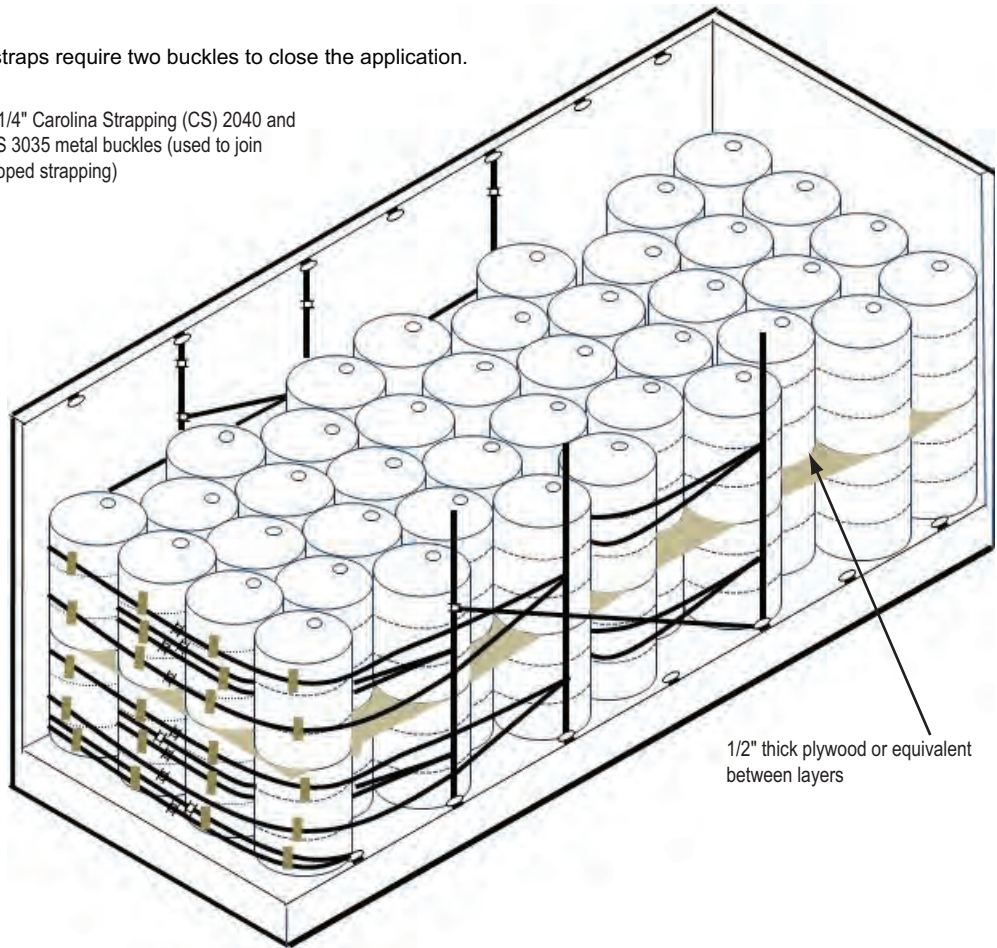 straps require two buckles to close the application.
1/4" Carolina Strapping (CS) 2040 and
S 3035 metal buckles (used to join
oped strapping)
1/2" thick plywood or equivalent
between layers